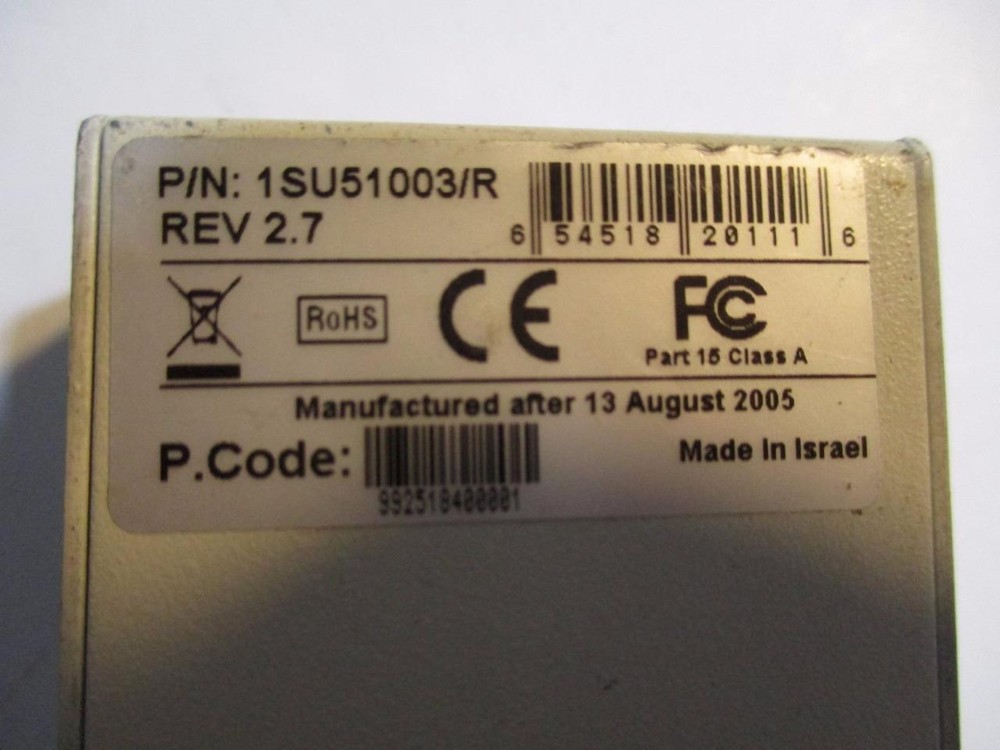 P/N: 1SU51003/R
REV 2.7
6 54518 20111 6
RoHS
CE
FC
Part 15 Class A
Manufactured after 13 August 2005
P.Code:
992518400001
Made in Israel